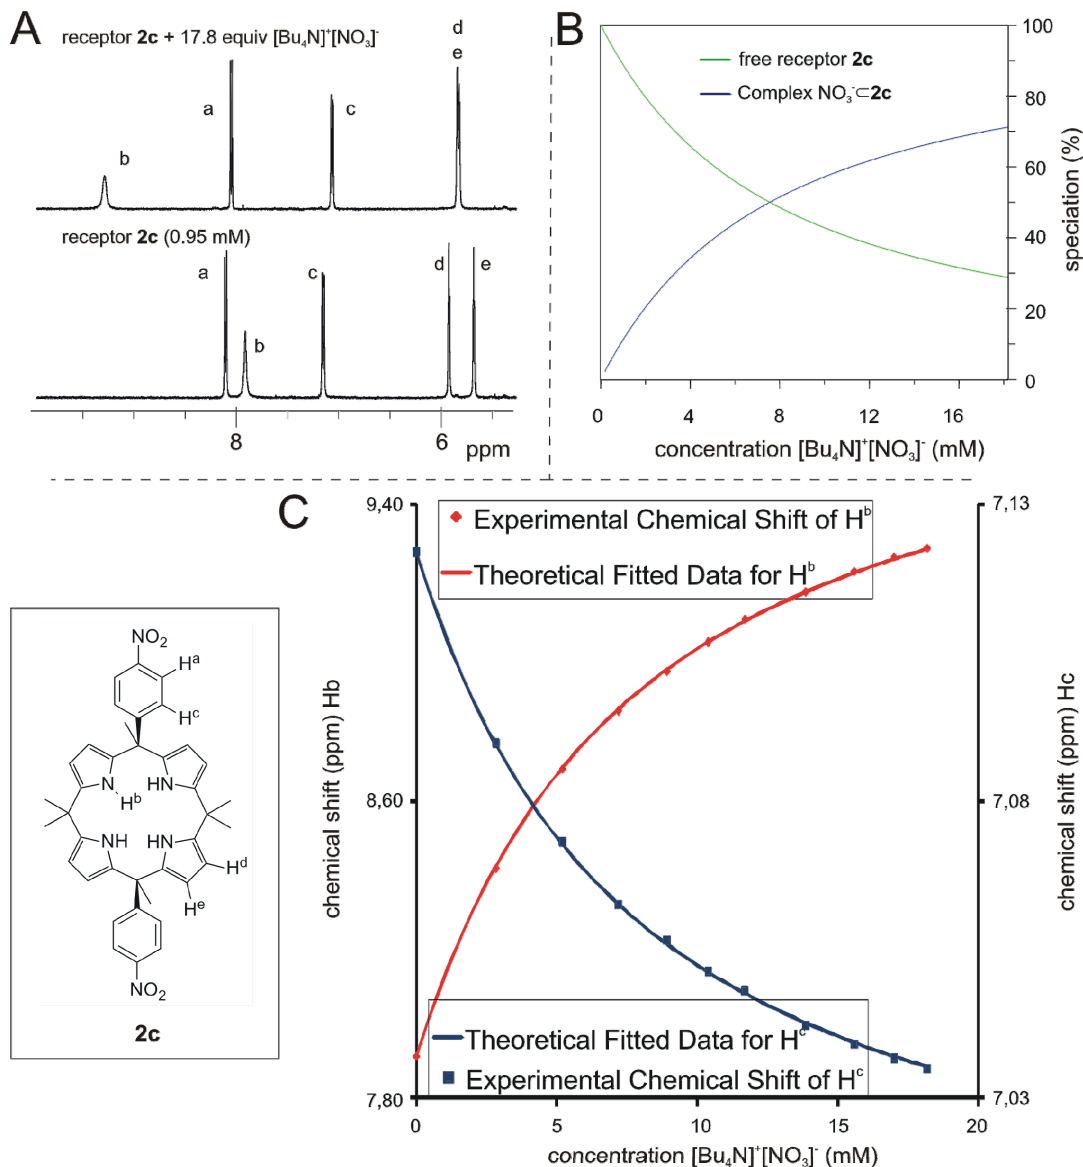 A
receptor 2c + 17.8 equiv [Bu₄N]⁺[NO₃]⁻
a
b
c
d
e
receptor 2c (0.95 mM)
a
b
c
d
e
8
6
ppm
B
free receptor 2c
Complex NO₃⁻⊂2c
100
80
60
40
20
0
speciation (%)
0
4
8
12
16
concentration [Bu₄N]⁺[NO₃]⁻ (mM)
C
Experimental Chemical Shift of Hᵇ
Theoretical Fitted Data for Hᵇ
Theoretical Fitted Data for Hᶜ
Experimental Chemical Shift of Hᶜ
9,40
8,60
7,80
chemical shift (ppm) Hb
7,13
7,08
7,03
chemical shift (ppm) Hc
0
5
10
15
20
concentration [Bu₄N]⁺[NO₃]⁻ (mM)
NO₂
Hᵃ
Hᶜ
N
HN
Hᵇ
NH
HN
Hᵈ
Hᵉ
NO₂
2c